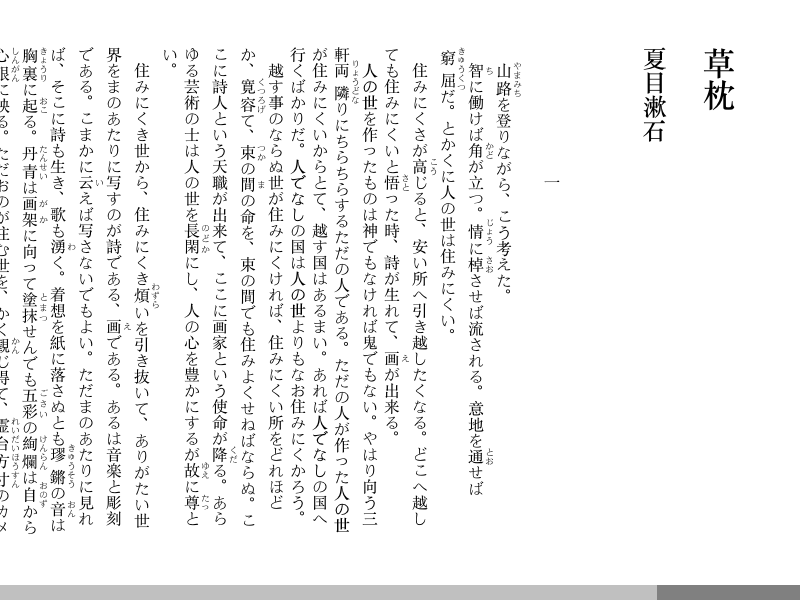 草枕
夏目漱石
一
山路を登りながら、こう考えた。
智に働けば角が立つ。情に棹させば流される。意地を通せば
窮屈だ。とかくに人の世は住みにくい。
住みにくさが高じると、安い所へ引き越したくなる。どこへ越し
ても住みにくいと悟った時、詩が生れて、画が出来る。
人の世を作ったものは神でもなければ鬼でもない。やはり向う三
軒両隣りにちらちらするただの人である。ただの人が作った人の世
が住みにくいからとて、越す国はあるまい。あれば人でなしの国へ
行くばかりだ。人でなしの国は人の世よりもなお住みにくかろう。
越す事のならぬ世が住みにくければ、住みにくい所をどれほど
か、寛容て、束の間の命を、束の間でも住みよくせねばならぬ。こ
こに詩人という天職が出来て、ここに画家という使命が降る。あら
ゆる芸術の士は人の世を長閑にし、人の心を豊かにするが故に尊と
い。
住みにくき世から、住みにくき煩いを引き抜いて、ありがたい世
界をまのあたりに写すのが詩である、画である。あるは音楽と彫刻
である。こまかに云えば写さないでもよい。ただまのあたりに見れ
ば、そこに詩も生き、歌も湧く。着想を紙に落さぬとも璆鏘の音は
胸裏に起る。丹青は画架に向って塗抹せんでも五彩の絢爛は自から
心眼に映る。ただおのが住む世を、かく観じ得て、霊台方寸のカメ